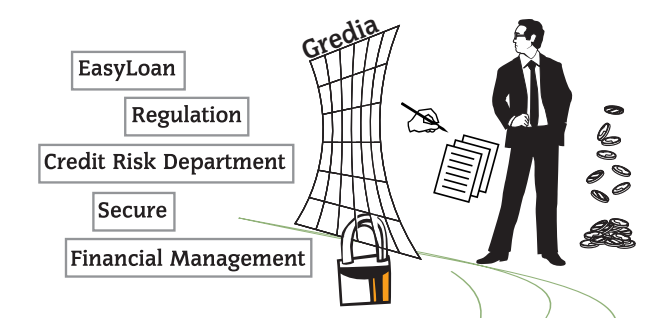 Gredia
EasyLoan
Regulation
Credit Risk Department
Secure
Financial Management